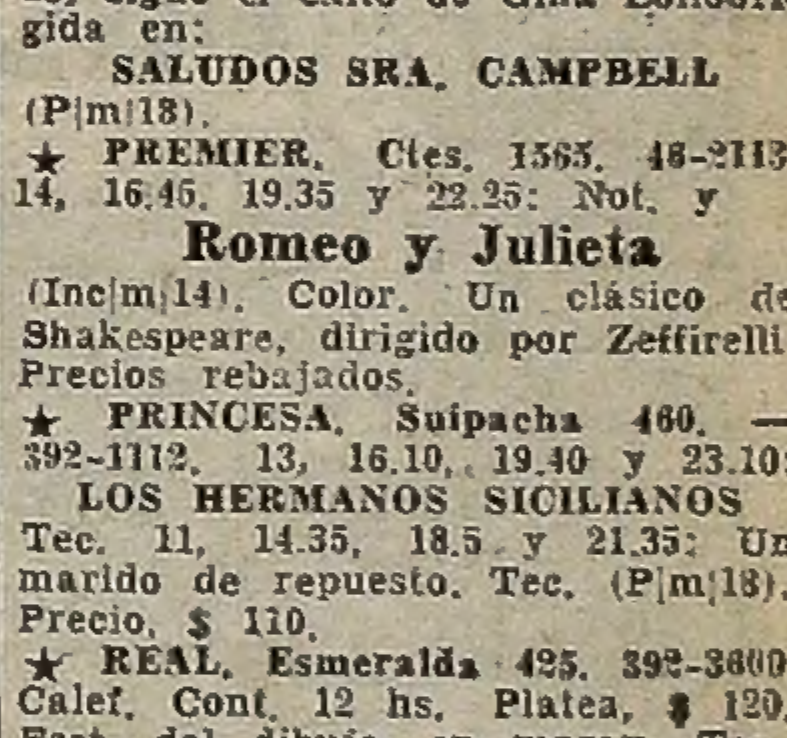 gida en:
SALUDOS SRA. CAMPBELL
(P|m|18).
★ PREMIER. Ctes. 1565. 46-2113
14, 16.45, 19.35 y 22.25: Not. y
Romeo y Julieta
(Inc|m|14). Color. Un clásico de
Shakespeare, dirigido por Zeffirelli
Precios rebajados.
★ PRINCESA. Suipacha 460. —
392-1112. 13, 16.10, 19.40 y 23.10:
LOS HERMANOS SICILIANOS
Tec. 11, 14.35, 18.5 y 21.35: Un
marido de repuesto. Tec. (P|m|18).
Precio, $ 110.
★ REAL. Esmeralda 425. 392-3600
Calef. Cont. 12 hs. Platea, $ 120.